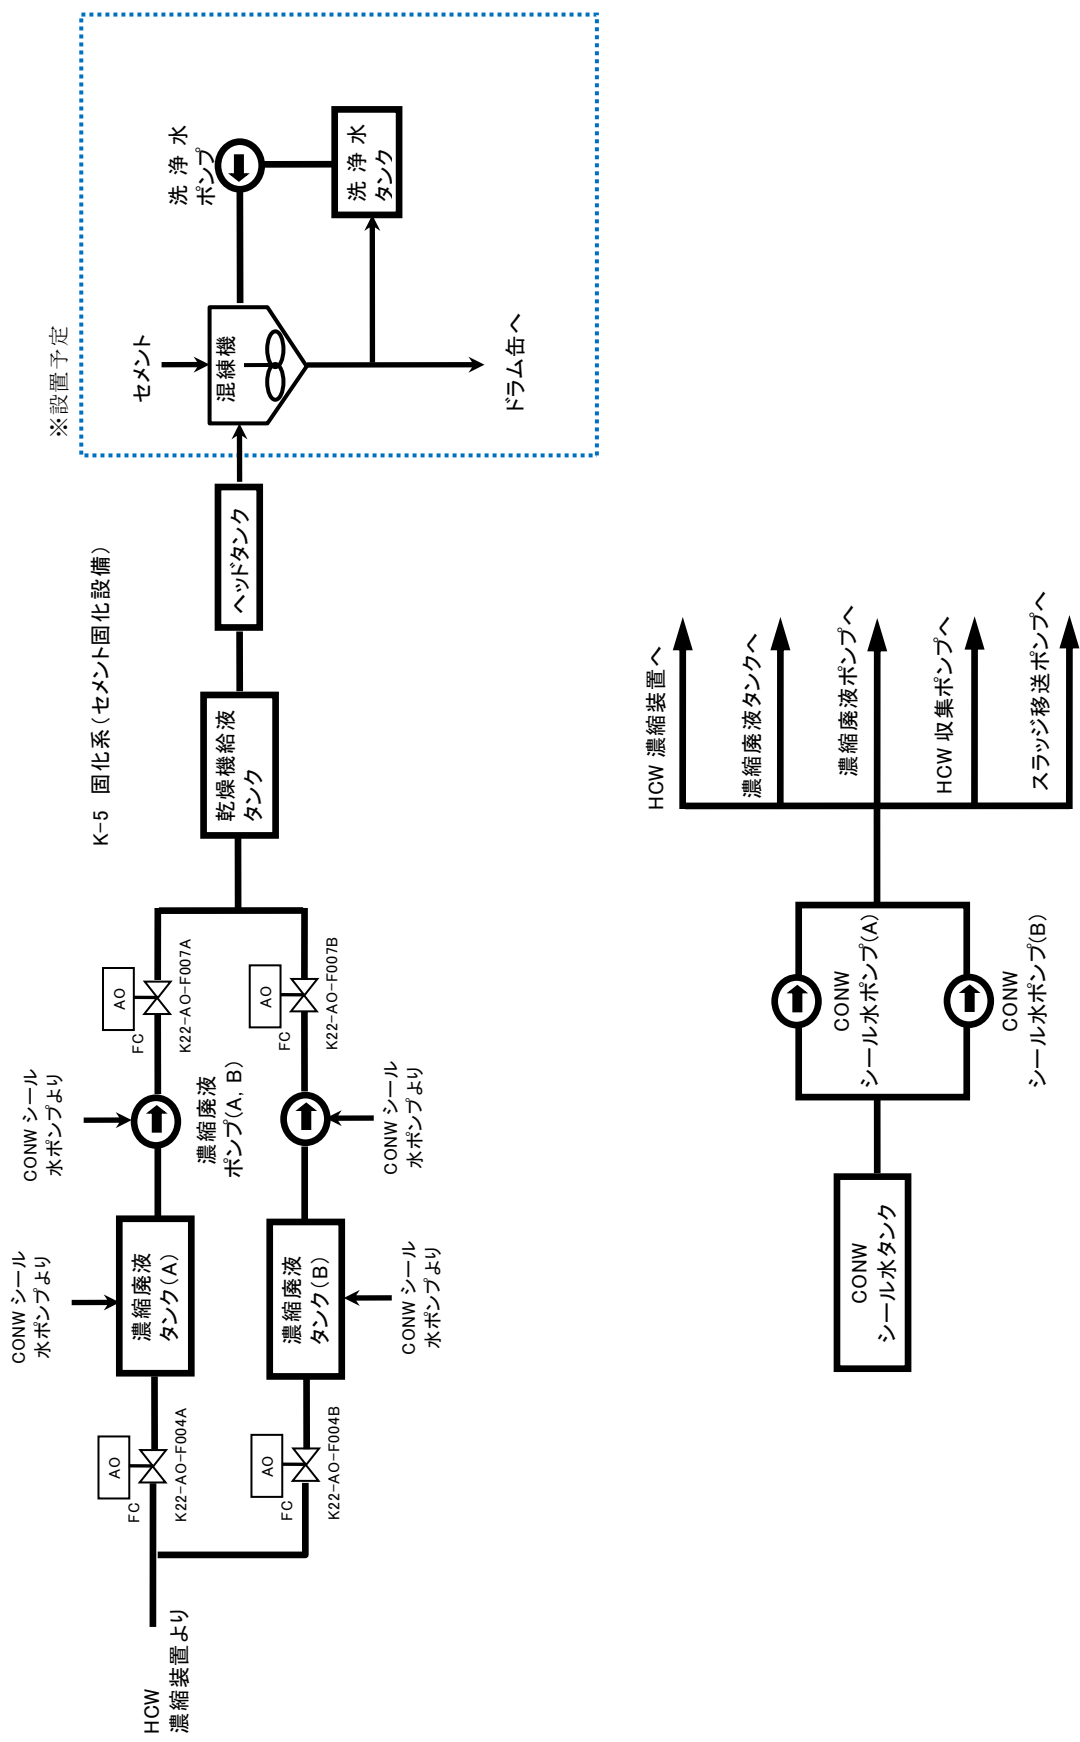 K-5 固化系(セメント固化設備)
※設置予定
HCW
濃縮装置より
AO
FC
K22-AO-F004A
AO
FC
K22-AO-F004B
CONW シール
水ポンプより
濃縮廃液
タンク(A)
濃縮廃液
タンク(B)
CONW シール
水ポンプより
CONW シール
水ポンプより
濃縮廃液
ポンプ(A, B)
CONW シール
水ポンプより
AO
FC
K22-AO-F007A
AO
FC
K22-AO-F007B
乾燥機給液
タンク
ヘッドタンク
セメント
混練機
洗浄水
ポンプ
洗浄水
タンク
ドラム缶へ
CONW
シール水タンク
CONW
シール水ポンプ(A)
CONW
シール水ポンプ(B)
HCW 濃縮装置へ
濃縮廃液タンクへ
濃縮廃液ポンプへ
HCW 収集ポンプへ
スラッジ移送ポンプへ